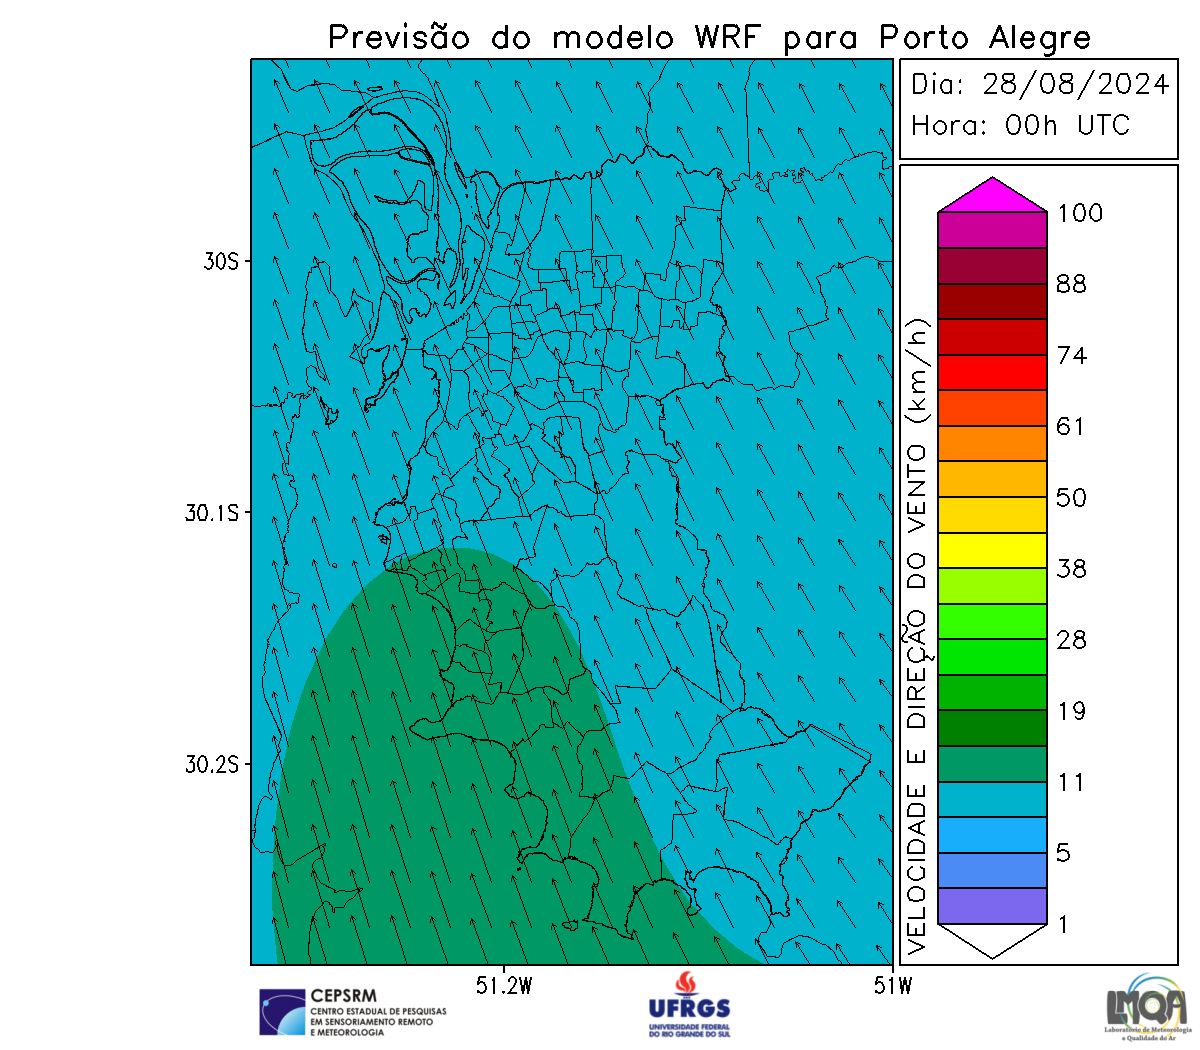 Previsão do modelo WRF para Porto Alegre
Dia: 28/08/2024
Hora: 00h UTC
30S
30.1S
30.2S
51.2W
51W
VELOCIDADE E DIREÇÃO DO VENTO (km/h)
100
88
74
61
50
38
28
19
11
5
1
CEPSRM
CENTRO ESTADUAL DE PESQUISAS
EM SENSORIAMENTO REMOTO
E METEOROLOGIA
UFRGS
UNIVERSIDADE FEDERAL
DO RIO GRANDE DO SUL
LMQA
Laboratório de Meteorologia
e Qualidade do Ar